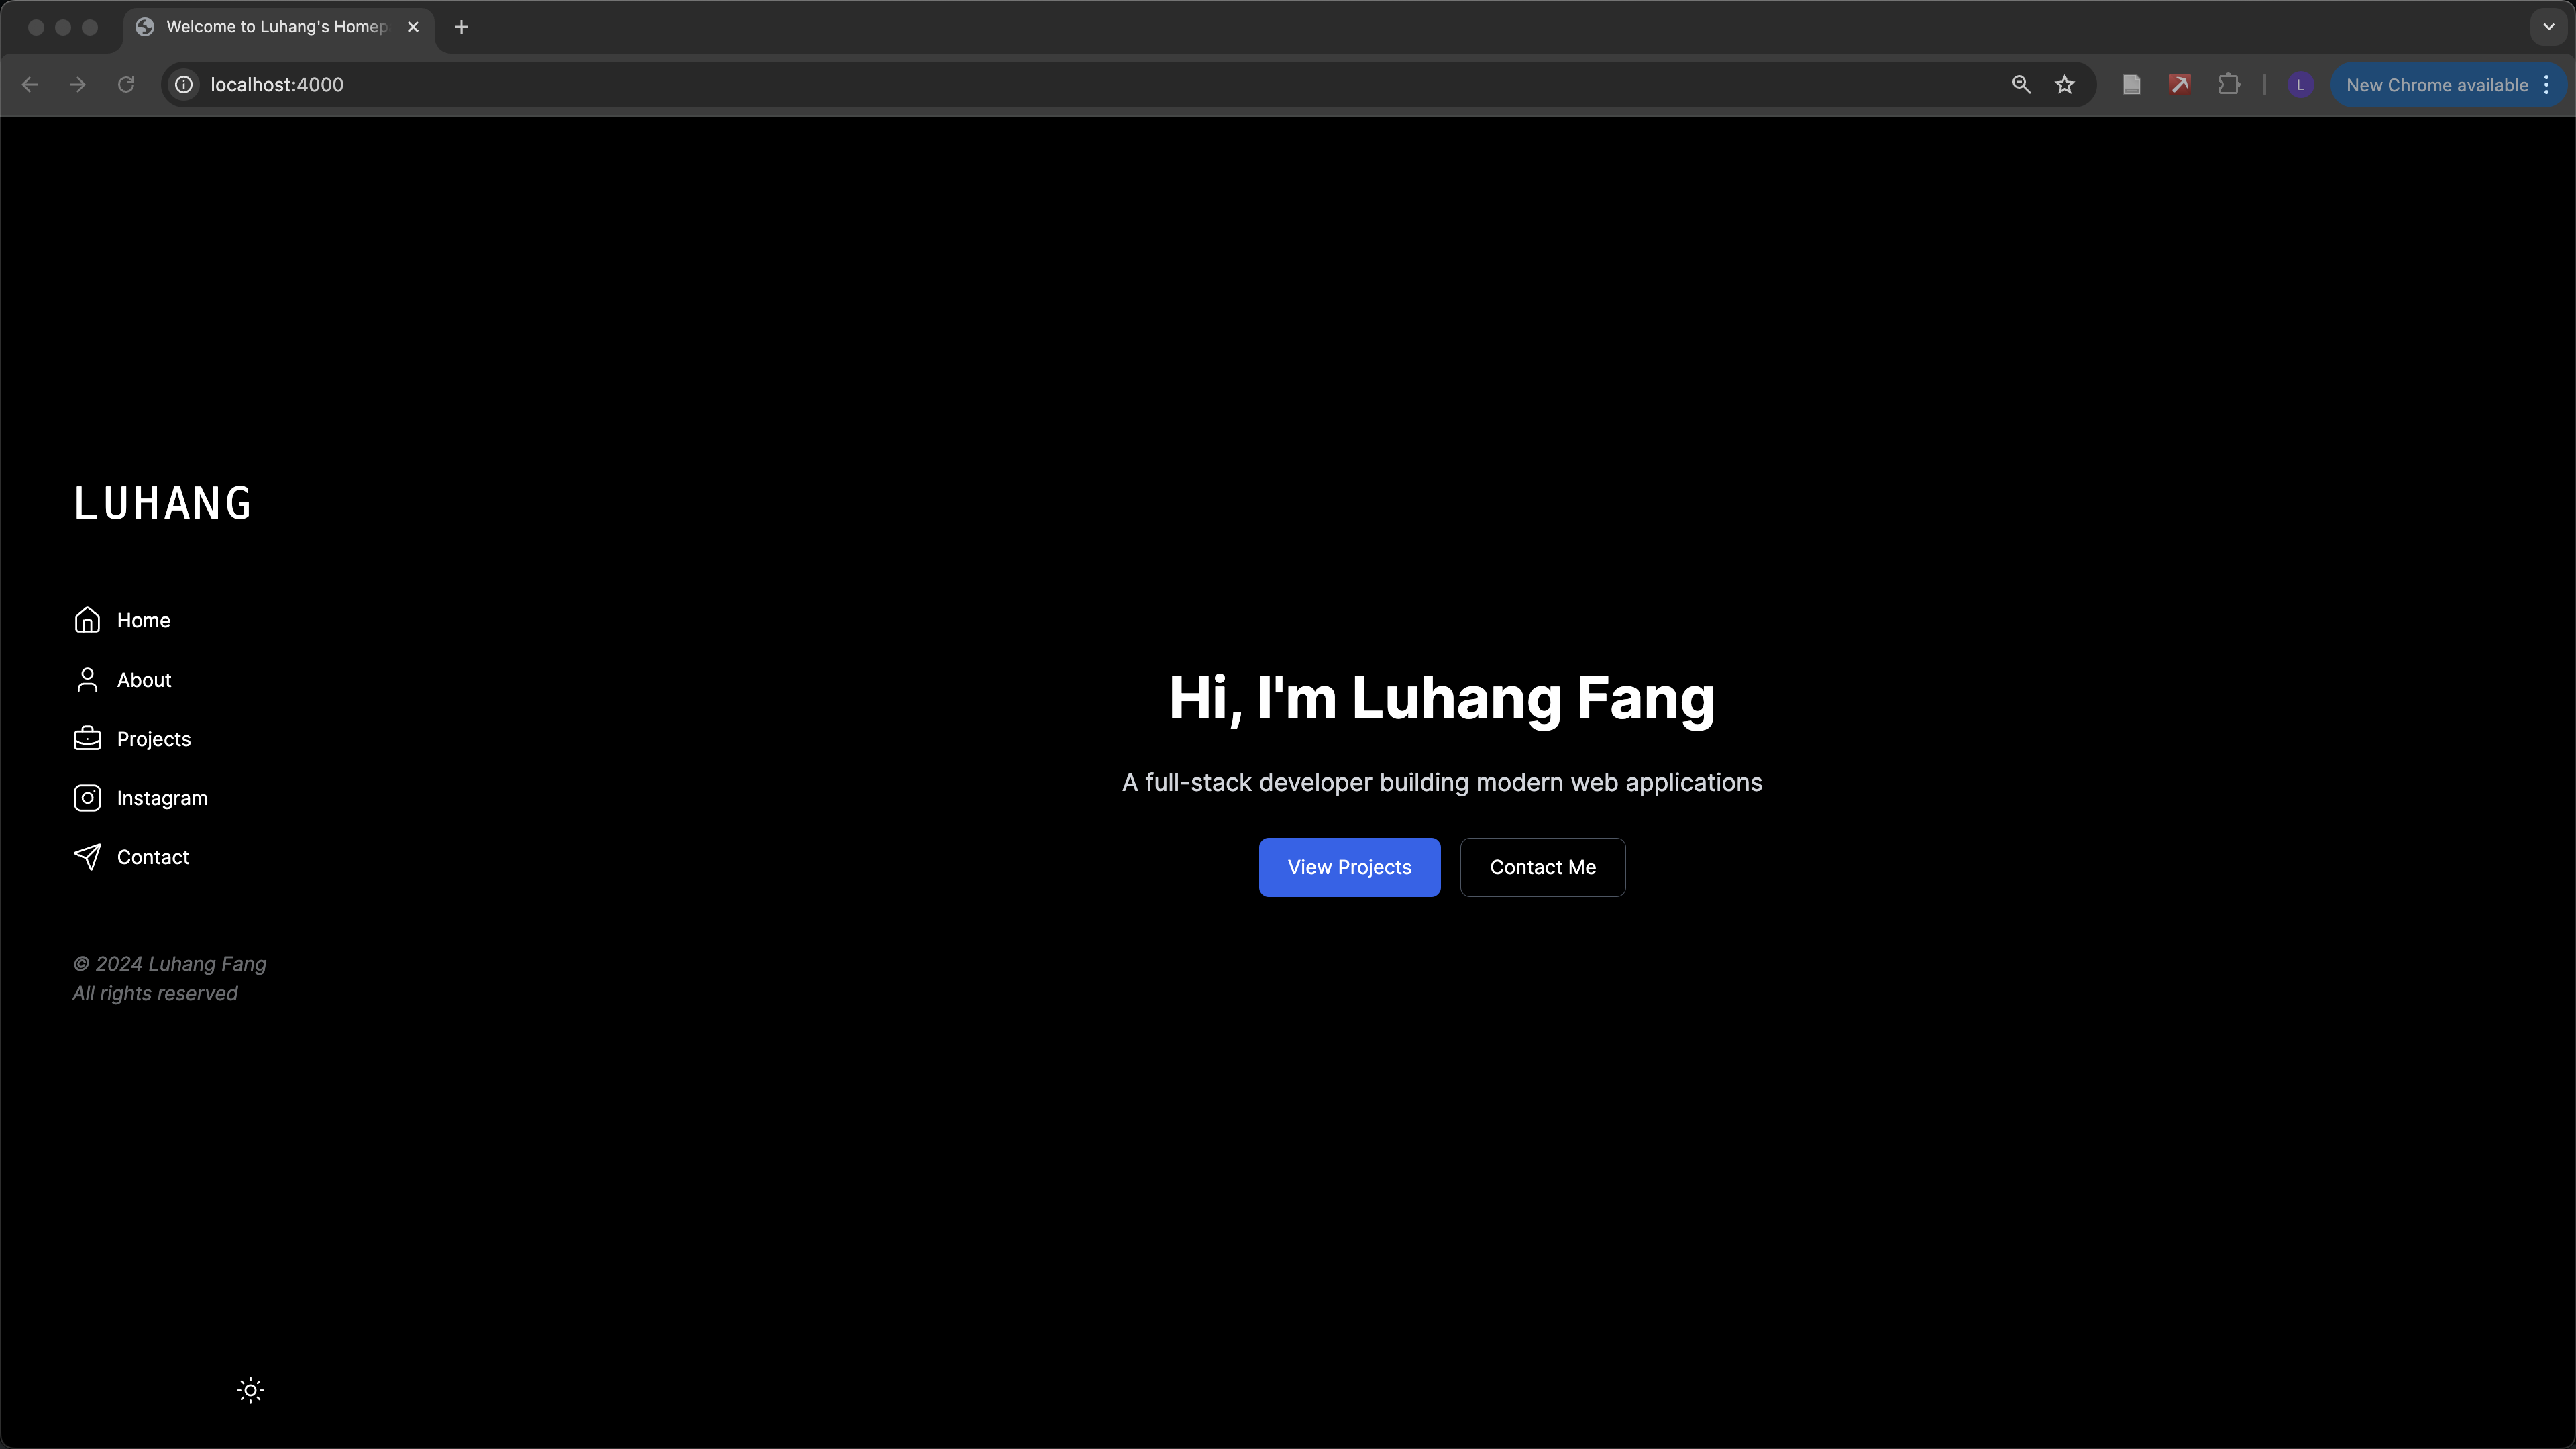 Welcome to Luhang's Homep
localhost:4000
L
New Chrome available
LUHANG
Home
About
Projects
Instagram
Contact
© 2024 Luhang Fang
All rights reserved
Hi, I'm Luhang Fang
A full-stack developer building modern web applications
View Projects
Contact Me